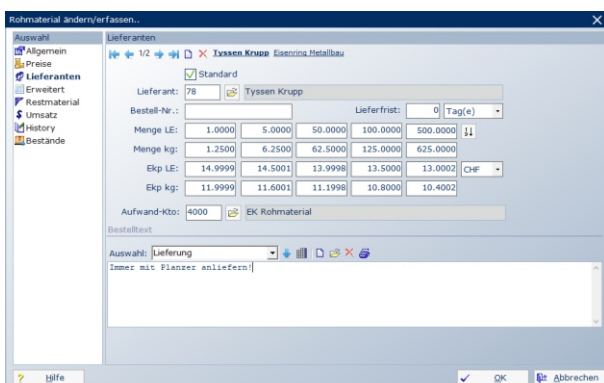 Rohmaterial ändern/erfassen..
Auswahl
Allgemein
Preise
Lieferanten
Erweitert
Restmaterial
Umsatz
History
Bestände
Lieferanten
1/2 Tyssen Krupp Eisenring Metallbau
Standard
Lieferant: 78 Tyssen Krupp
Bestell-Nr.: Lieferfrist: 0 Tag(e)
Menge LE: 1.0000 5.0000 50.0000 100.0000 500.0000
Menge kg: 1.2500 6.2500 62.5000 125.0000 625.0000
Ekp LE: 14.9999 14.5001 13.9998 13.5000 13.0002 CHF
Ekp kg: 11.9999 11.6001 11.1998 10.8000 10.4002
Aufwand-Kto: 4000 EK Rohmaterial
Bestelltext
Auswahl: Lieferung
Immer mit Planzer anliefern!
Hilfe OK Abbrechen